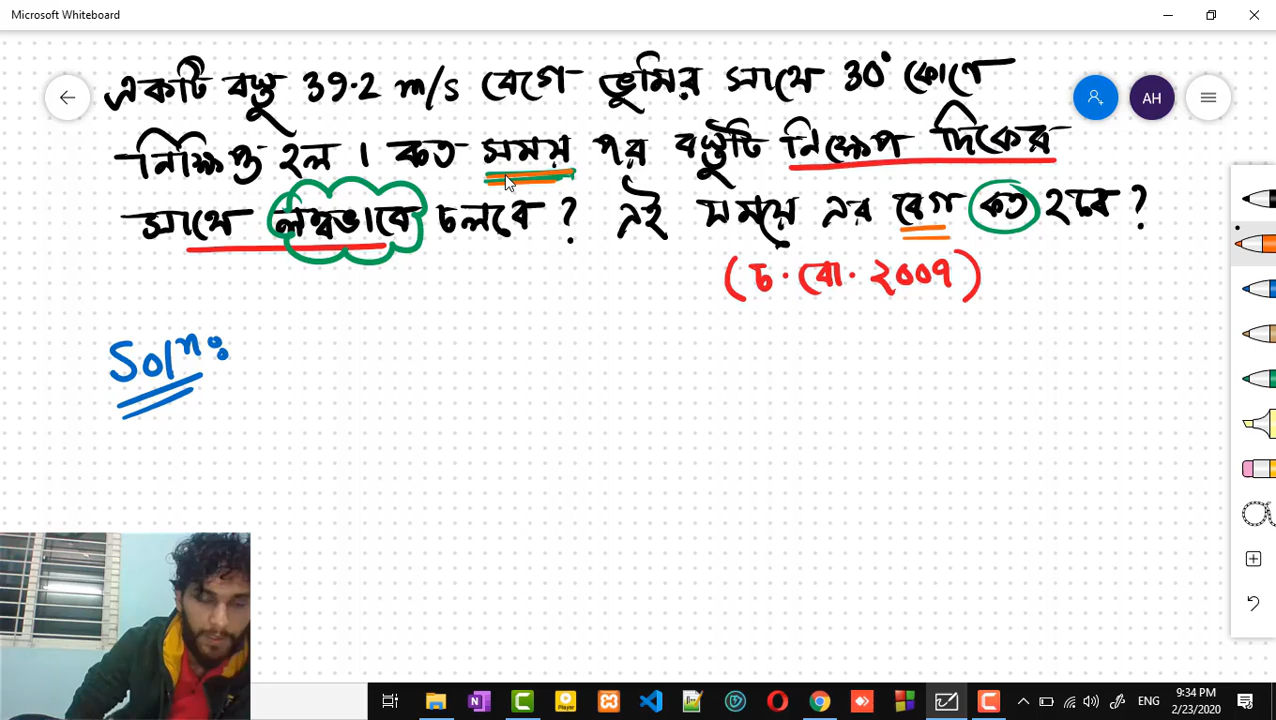 Microsoft Whiteboard
একটি বস্তু 39.2 m/s বেগে ভূমির সাথে 30° কোণে
AH
নিক্ষিপ্ত হল। কত সময় পর বস্তুটি নিক্ষেপ দিকের
সাথে লম্বভাবে চলবে? এই সময়ে এর বেগ কত হবে?
(চ. বো. ২০০৭)
Solⁿ:
ENG
9:34 PM
2/23/2020